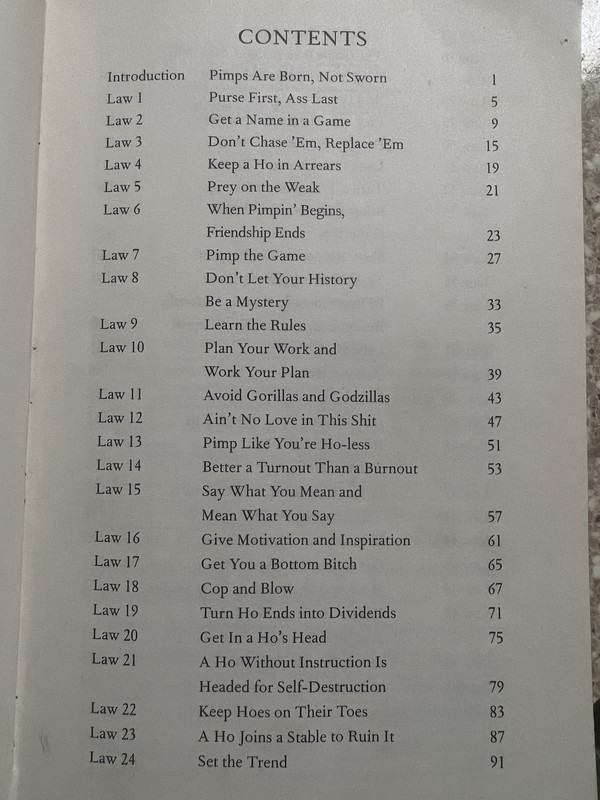 CONTENTS
Introduction Pimps Are Born, Not Sworn 1
Law 1 Purse First, Ass Last 5
Law 2 Get a Name in a Game 9
Law 3 Don't Chase 'Em, Replace 'Em 15
Law 4 Keep a Ho in Arrears 19
Law 5 Prey on the Weak 21
Law 6 When Pimpin' Begins,
Friendship Ends 23
Law 7 Pimp the Game 27
Law 8 Don't Let Your History
Be a Mystery 33
Law 9 Learn the Rules 35
Law 10 Plan Your Work and
Work Your Plan 39
Law 11 Avoid Gorillas and Godzillas 43
Law 12 Ain't No Love in This Shit 47
Law 13 Pimp Like You're Ho-less 51
Law 14 Better a Turnout Than a Burnout 53
Law 15 Say What You Mean and
Mean What You Say 57
Law 16 Give Motivation and Inspiration 61
Law 17 Get You a Bottom Bitch 65
Law 18 Cop and Blow 67
Law 19 Turn Ho Ends into Dividends 71
Law 20 Get In a Ho's Head 75
Law 21 A Ho Without Instruction Is
Headed for Self-Destruction 79
Law 22 Keep Hoes on Their Toes 83
Law 23 A Ho Joins a Stable to Ruin It 87
Law 24 Set the Trend 91